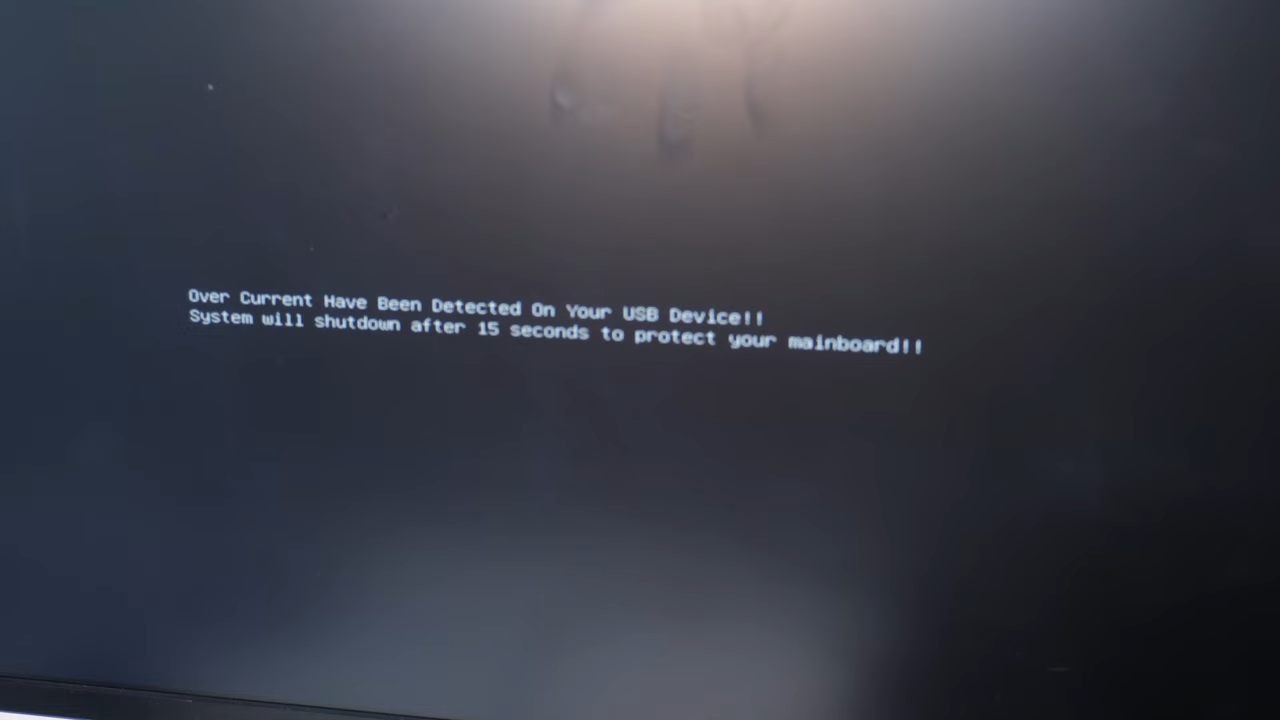 Over Current Have Been Detected On Your USB Device!!
System will shutdown after 15 seconds to protect your mainboard!!